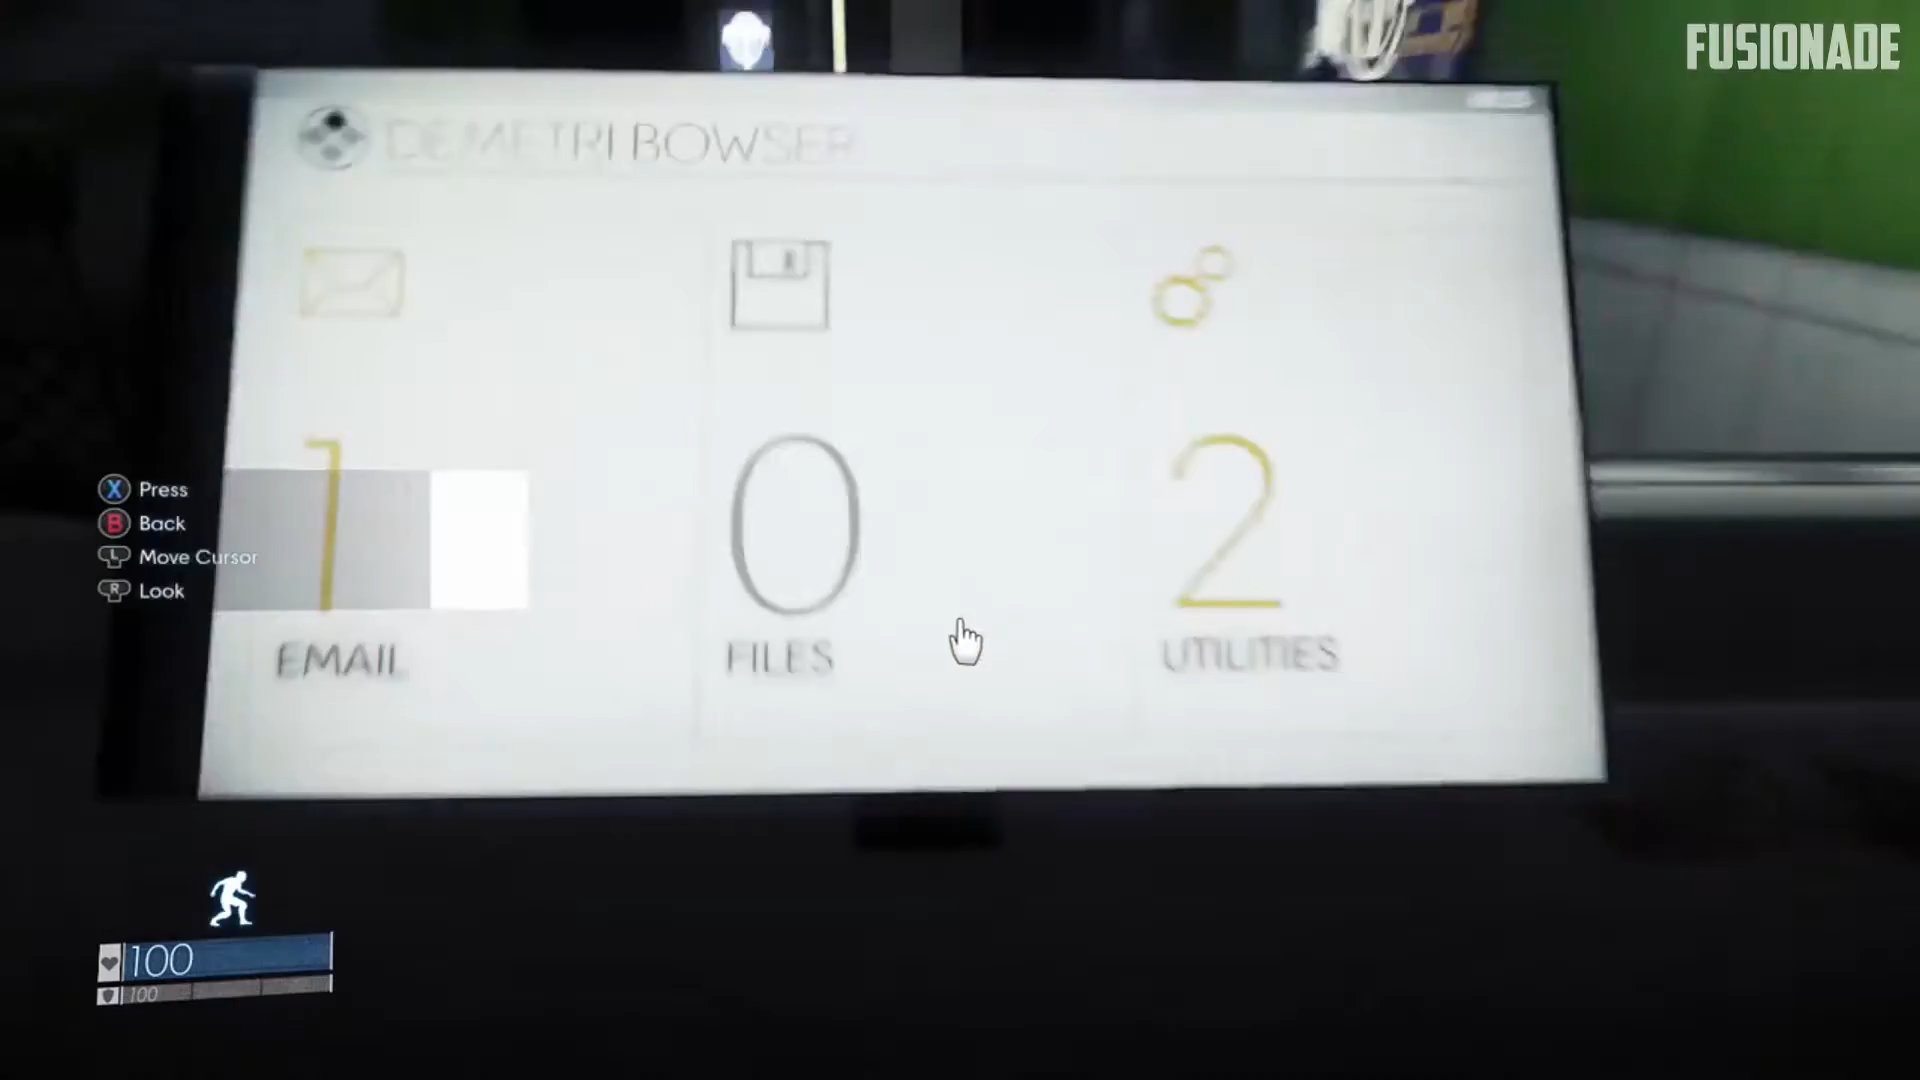 FUSIONADE
DEMETRI BOWSER
1
0
2
X Press
B Back
L Move Cursor
R Look
EMAIL
FILES
UTILITIES
100
100